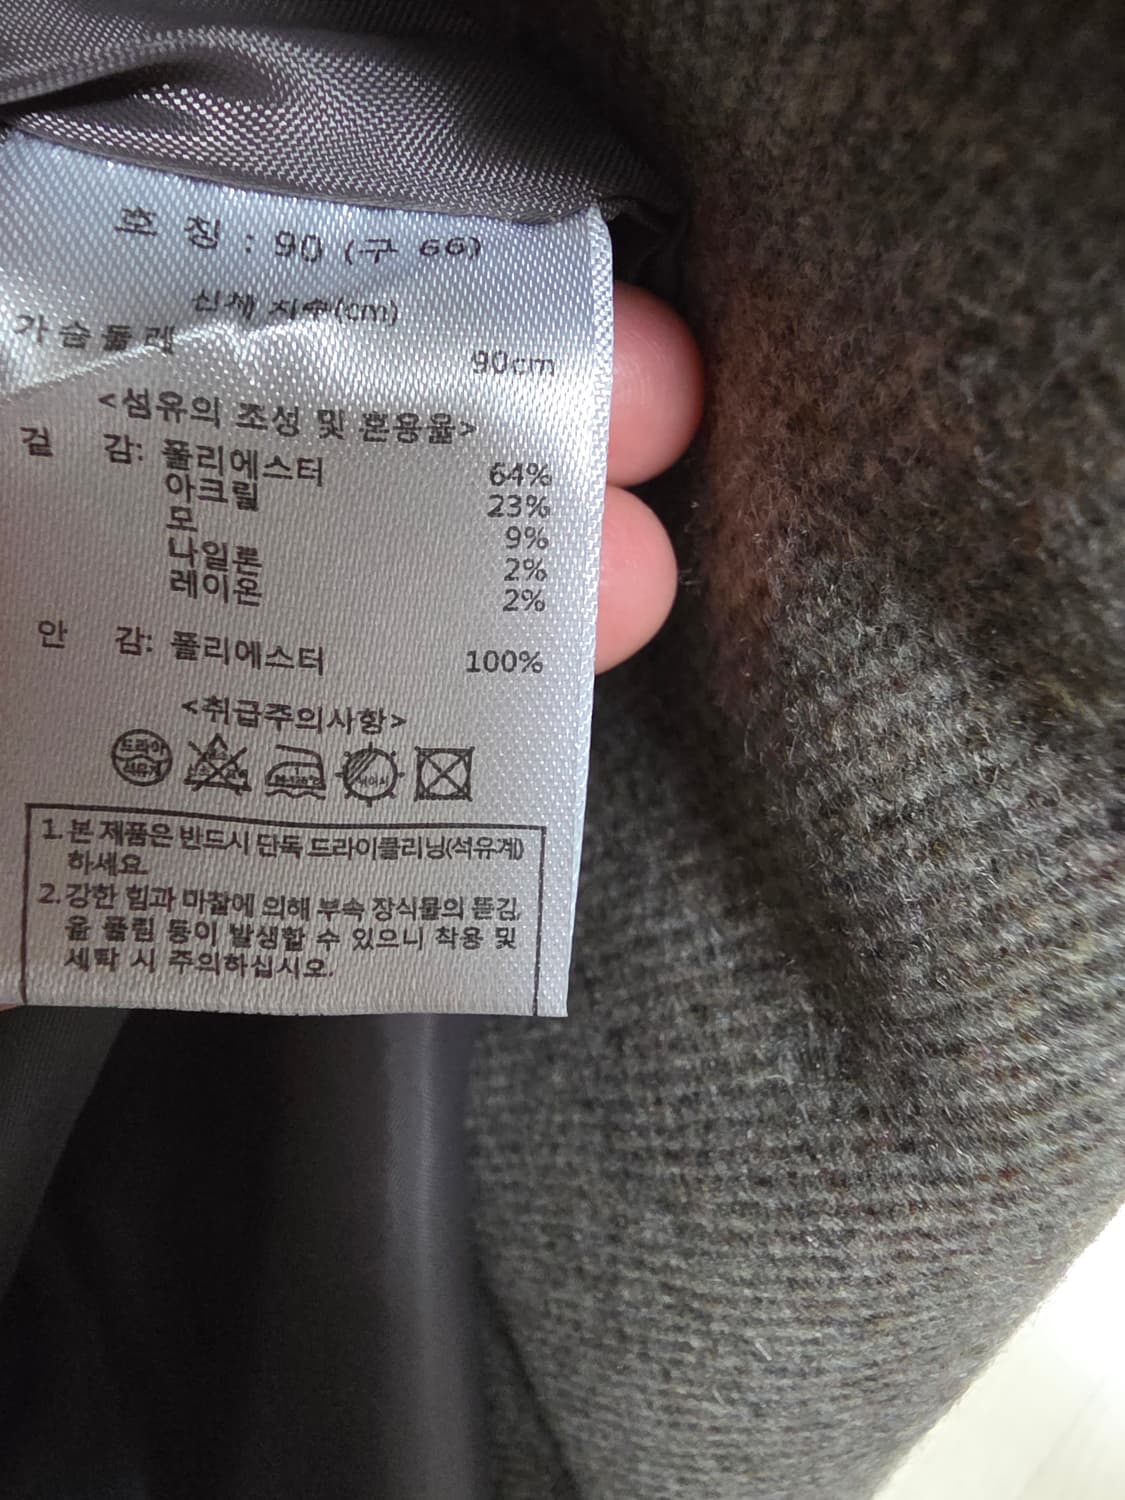 호 칭 : 90 (구 66)
신체 치수(cm)
가슴둘레 90cm
<섬유의 조성 및 혼용율>
겉 감: 폴리에스터 64%
아크릴 23%
모 9%
나일론 2%
레이온 2%
안 감: 폴리에스터 100%
<취급주의사항>
드라이
1. 본 제품은 반드시 단독 드라이클리닝(석유계)
하세요.
2. 강한 힘과 마찰에 의해 부속 장식물의 뜯김,
올 풀림 등이 발생할 수 있으니 착용 및
세탁 시 주의하십시오.